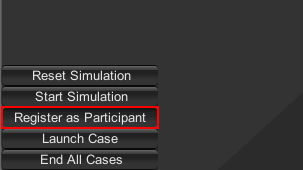 Reset Simulation
Start Simulation
Register as Participant
Launch Case
End All Cases